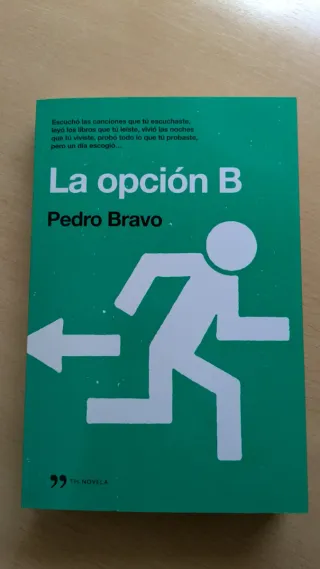 Escuchó las canciones que tú escuchaste,
leyó los libros que tú leíste, vivió las noches
que tú viviste, probó todo lo que tú probaste,
pero un día escogió...
La opción B
Pedro Bravo
TH NOVELA